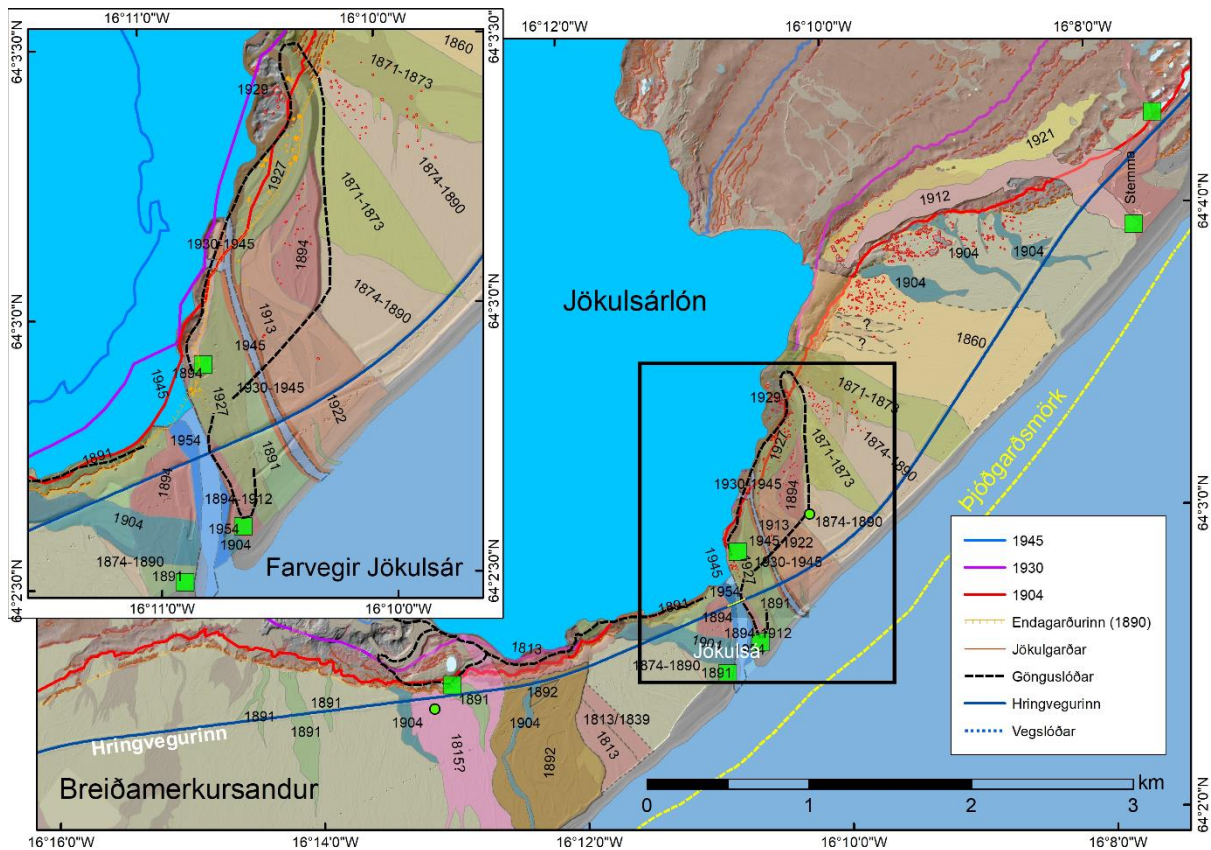 16°11'0"W
16°10'0"W
16°12'0"W
16°10'0"W
16°8'0"W
64°3'30"N
64°3'30"N
1860
1871-1873
1929
1927
1874-1890
1871-1873
1930-1945
1894
1874-1890
1913
1945
64°3'0"N
64°3'0"N
1945
1894
1930-1945
1927
1922
1891
1954
1891
1894
1894-1912
1904
1954
1904
1874-1890
1891
Farvegir Jökulsár
64°2'30"N
64°2'30"N
16°11'0"W
16°10'0"W
1921
1912
Stemma
64°4'0"N
1904
1904
1904
Jökulsárlón
?
?
1860
1871-1873
1929
1927
1874-1890
1871-1873
1930-1945
1894
1874-1890
64°3'0"N
1913
1945
1922
1945
1927
1930-1945
1954
1891
1891
1894
1894-1912
1901
Jökulsá
1874-1890
1891
Þjóðgarðsmörk
1945
1930
1904
Endagarðurinn (1890)
Jökulgarðar
Gönguslóðar
Hringvegurinn
Vegslóðar
1813
1891
1892
1891
1891
1904
1904
1813/1839
1813
1815?
1892
Hringvegurinn
Breiðamerkursandur
km
0
1
2
3
64°2'0"N
16°16'0"W
16°14'0"W
16°12'0"W
16°10'0"W
16°8'0"W